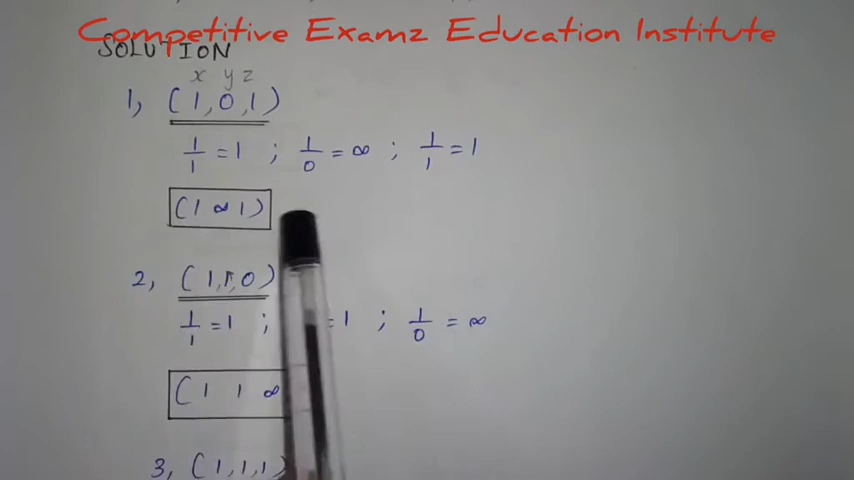 Competitive Examz Education Institute
SOLUTION
x y z
1, (1,0,1)
1/1 = 1 ; 1/0 = ∞ ; 1/1 = 1
(1 ∞ 1)
2, (1,1,0)
1/1 = 1 ; = 1 ; 1/0 = ∞
(1 1 ∞
3, (1,1,1)